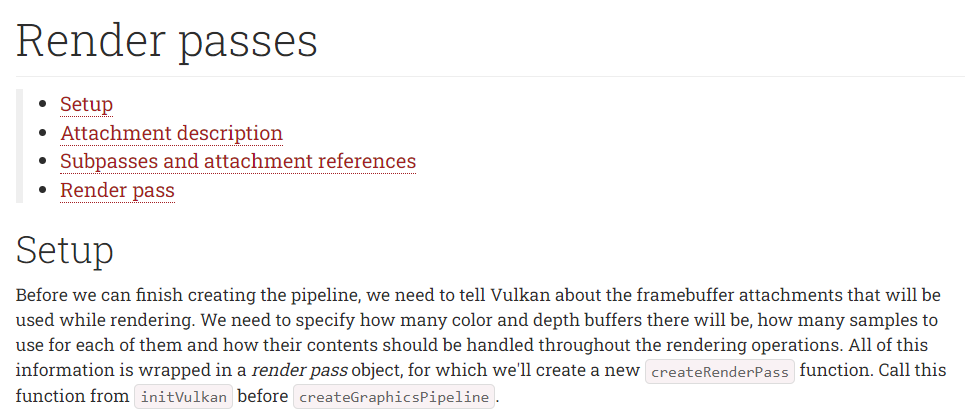 Render passes
Setup
Attachment description
Subpasses and attachment references
Render pass
Setup
Before we can finish creating the pipeline, we need to tell Vulkan about the framebuffer attachments that will be
used while rendering. We need to specify how many color and depth buffers there will be, how many samples to
use for each of them and how their contents should be handled throughout the rendering operations. All of this
information is wrapped in a render pass object, for which we'll create a new createRenderPass function. Call this
function from initVulkan before createGraphicsPipeline.